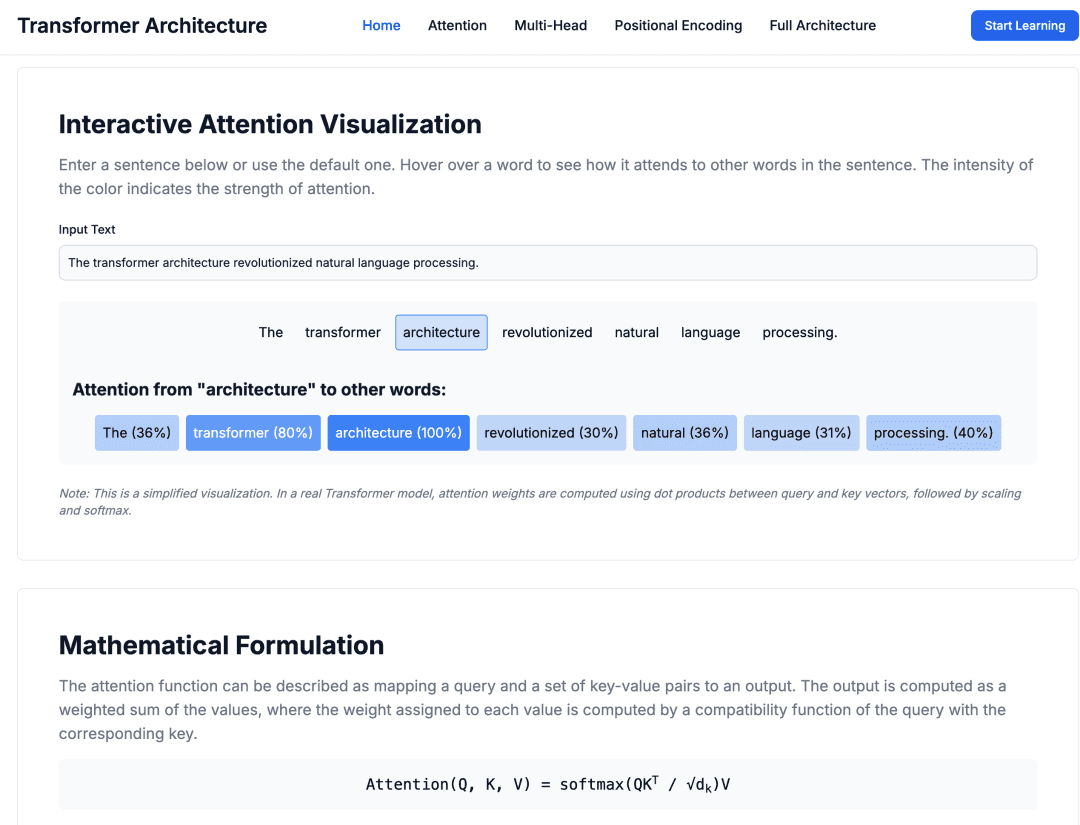 Transformer Architecture Home Attention Multi-Head Positional Encoding Full Architecture Start Learning
Interactive Attention Visualization
Enter a sentence below or use the default one. Hover over a word to see how it attends to other words in the sentence. The intensity of
the color indicates the strength of attention.
Input Text
The transformer architecture revolutionized natural language processing.
The transformer architecture revolutionized natural language processing.
Attention from "architecture" to other words:
The (36%) transformer (80%) architecture (100%) revolutionized (30%) natural (36%) language (31%) processing. (40%)
Note: This is a simplified visualization. In a real Transformer model, attention weights are computed using dot products between query and key vectors, followed by scaling
and softmax.
Mathematical Formulation
The attention function can be described as mapping a query and a set of key-value pairs to an output. The output is computed as a
weighted sum of the values, where the weight assigned to each value is computed by a compatibility function of the query with the
corresponding key.
Attention(Q, K, V) = softmax(QKᵀ / √dₖ)V